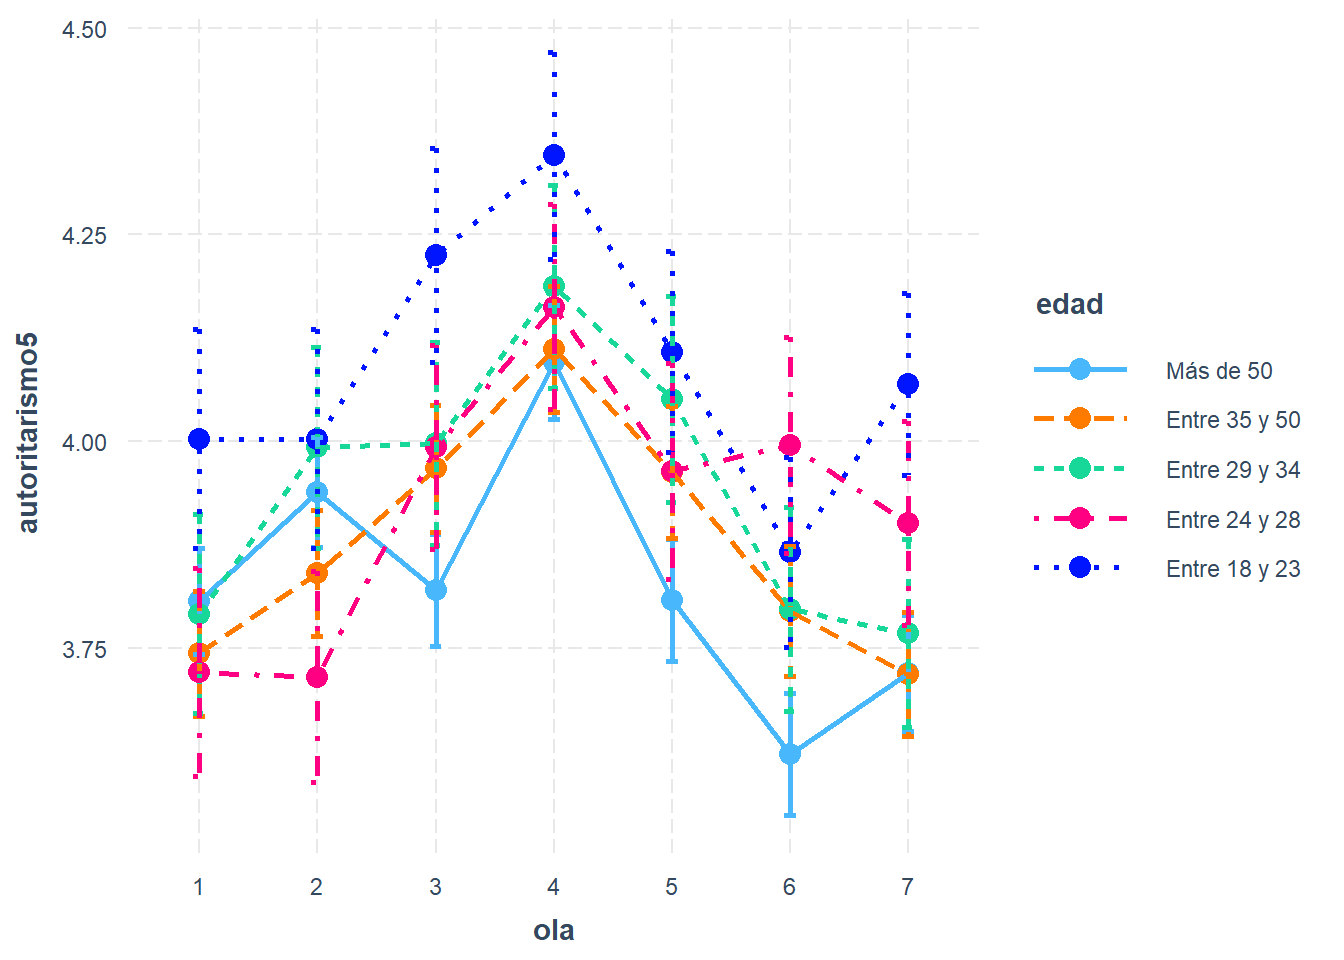 4.50
4.25
4.00
3.75
autoritarismo5
1 2 3 4 5 6 7
ola
edad
Más de 50
Entre 35 y 50
Entre 29 y 34
Entre 24 y 28
Entre 18 y 23